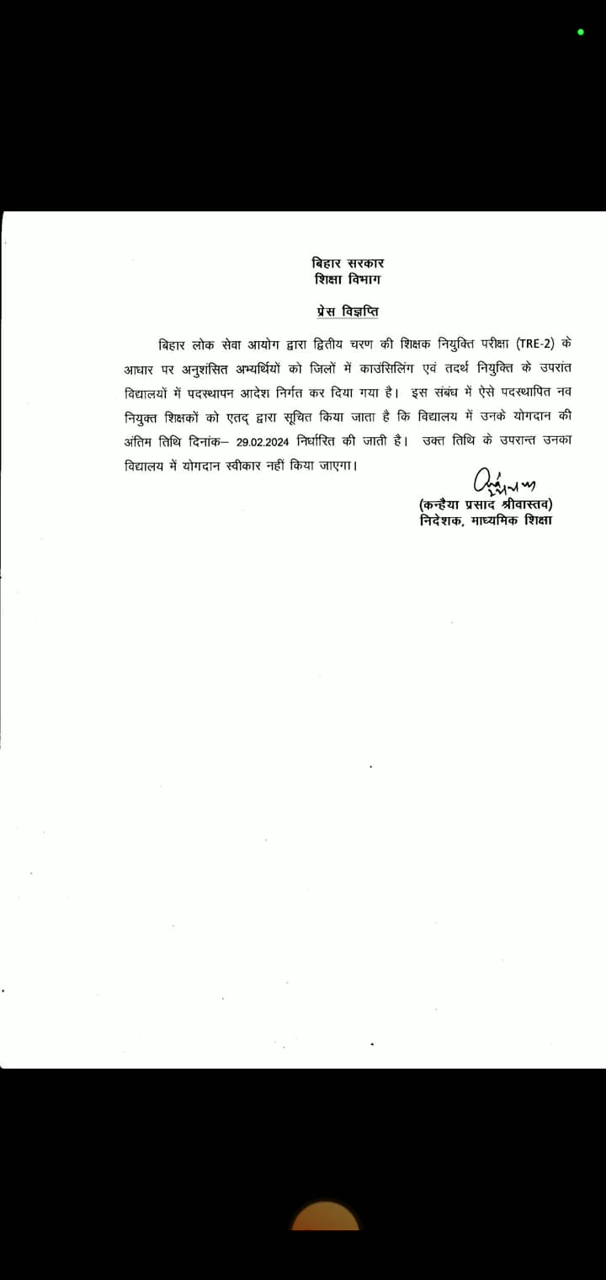 बिहार सरकार
शिक्षा विभाग
प्रेस विज्ञप्ति
बिहार लोक सेवा आयोग द्वारा द्वितीय चरण की शिक्षक नियुक्ति परीक्षा (TRE-2) के
आधार पर अनुशंसित अभ्यर्थियों को जिलों में काउंसिलिंग एवं तदर्थ नियुक्ति के उपरांत
विद्यालयों में पदस्थापन आदेश निर्गत कर दिया गया है। इस संबंध में ऐसे पदस्थापित नव
नियुक्त शिक्षकों को एतद् द्वारा सूचित किया जाता है कि विद्यालय में उनके योगदान की
अंतिम तिथि दिनांक– 29.02.2024 निर्धारित की जाती है। उक्त तिथि के उपरान्त उनका
विद्यालय में योगदान स्वीकार नहीं किया जाएगा।
(कन्हैया प्रसाद श्रीवास्तव)
निदेशक, माध्यमिक शिक्षा